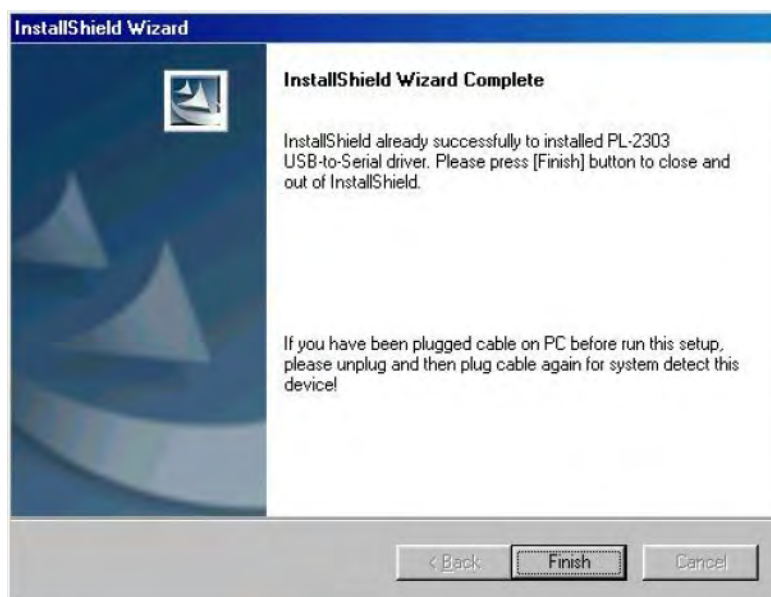 InstallShield Wizard
InstallShield Wizard Complete
InstallShield already successfully to installed PL-2303
USB-to-Serial driver. Please press [Finish] button to close and
out of InstallShield.
If you have been plugged cable on PC before run this setup,
please unplug and then plug cable again for system detect this
device!
< Back
Finish
Cancel